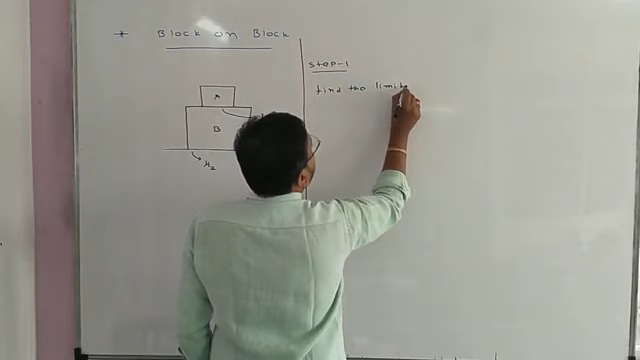 * Block on Block
Step-1
find the limit
A
B
μ₂